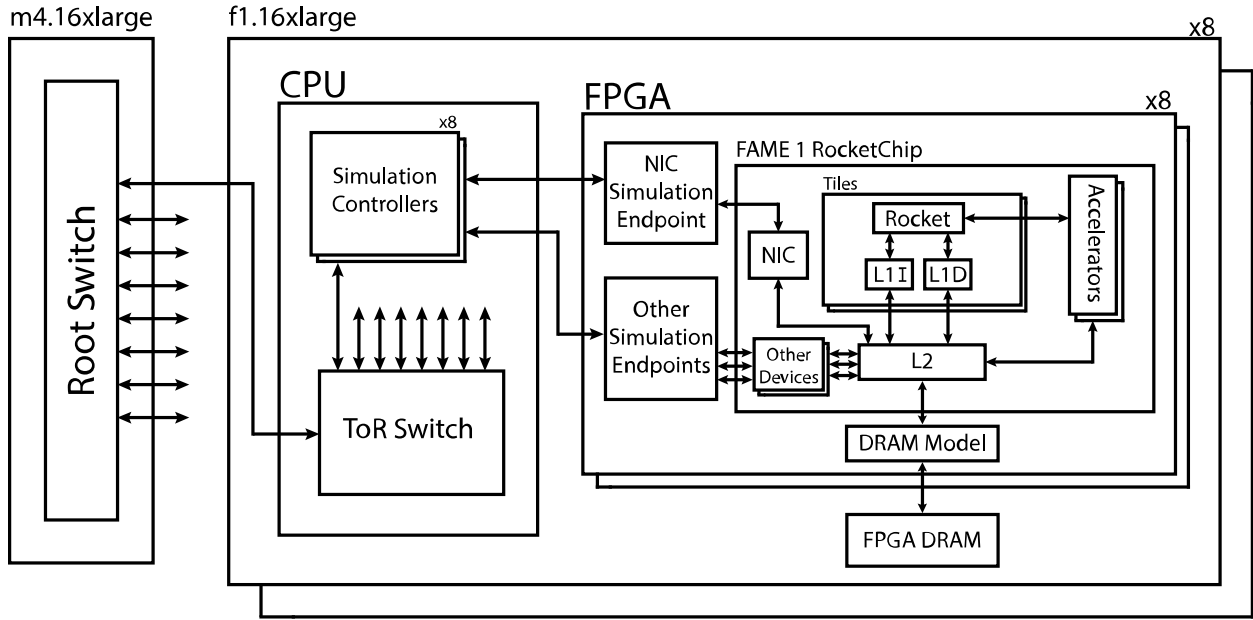 m4.16xlarge
f1.16xlarge
x8
CPU
FPGA
x8
x8
Simulation
Controllers
NIC
Simulation
Endpoint
FAME 1 RocketChip
Tiles
Rocket
L1I
L1D
Accelerators
NIC
Root Switch
Other
Simulation
Endpoints
Other
Devices
L2
ToR Switch
DRAM Model
FPGA DRAM